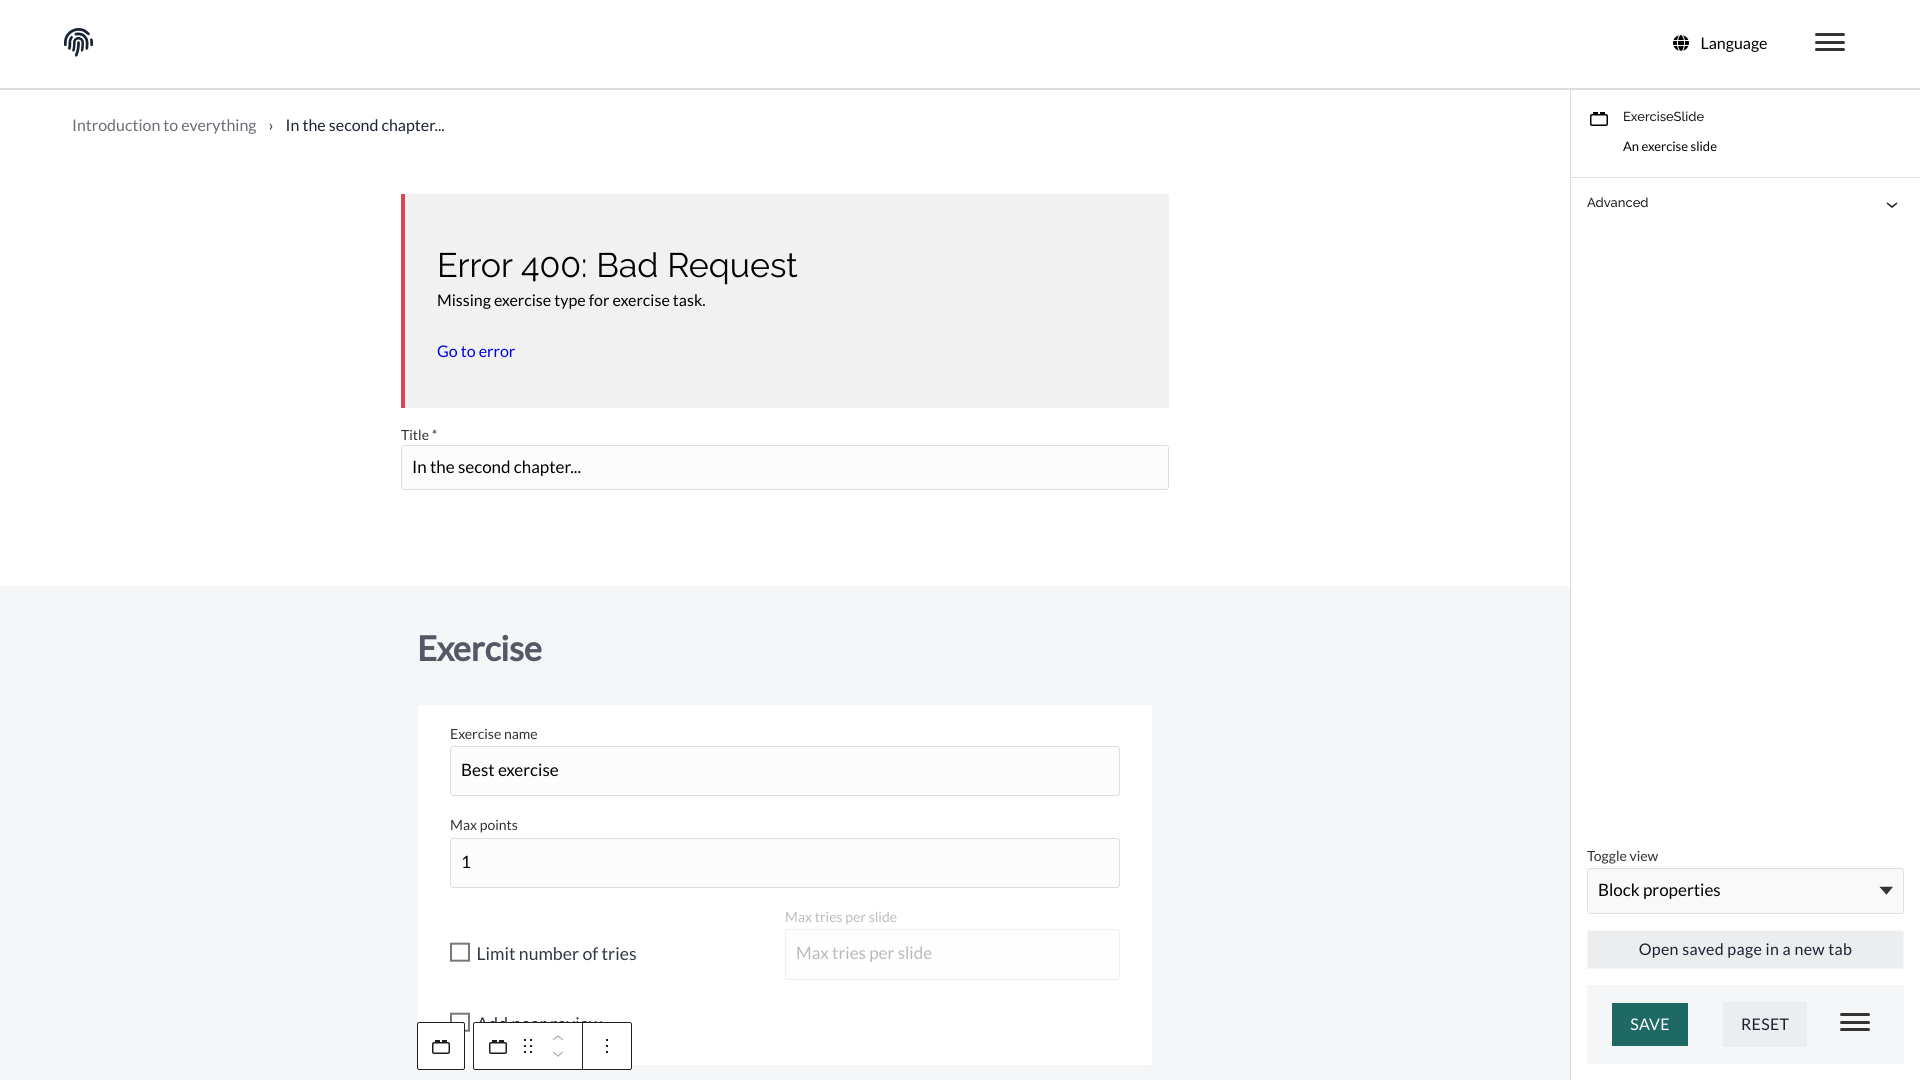 Language
Introduction to everything › In the second chapter...
ExerciseSlide
An exercise slide
Advanced
Error 400: Bad Request
Missing exercise type for exercise task.
Go to error
Title *
In the second chapter...
Exercise
Exercise name
Best exercise
Max points
1
Max tries per slide
Limit number of tries
Max tries per slide
Add peer review
Toggle view
Block properties
Open saved page in a new tab
SAVE
RESET